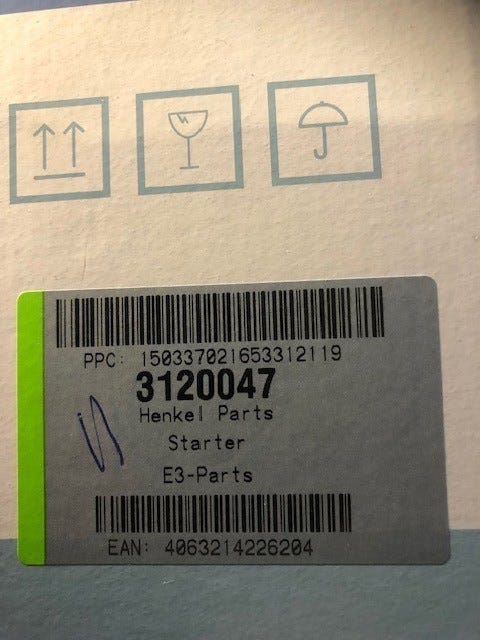 PPC: 150337021653312119
3120047
Henkel Parts
Starter
E3-Parts
EAN: 4063214226204